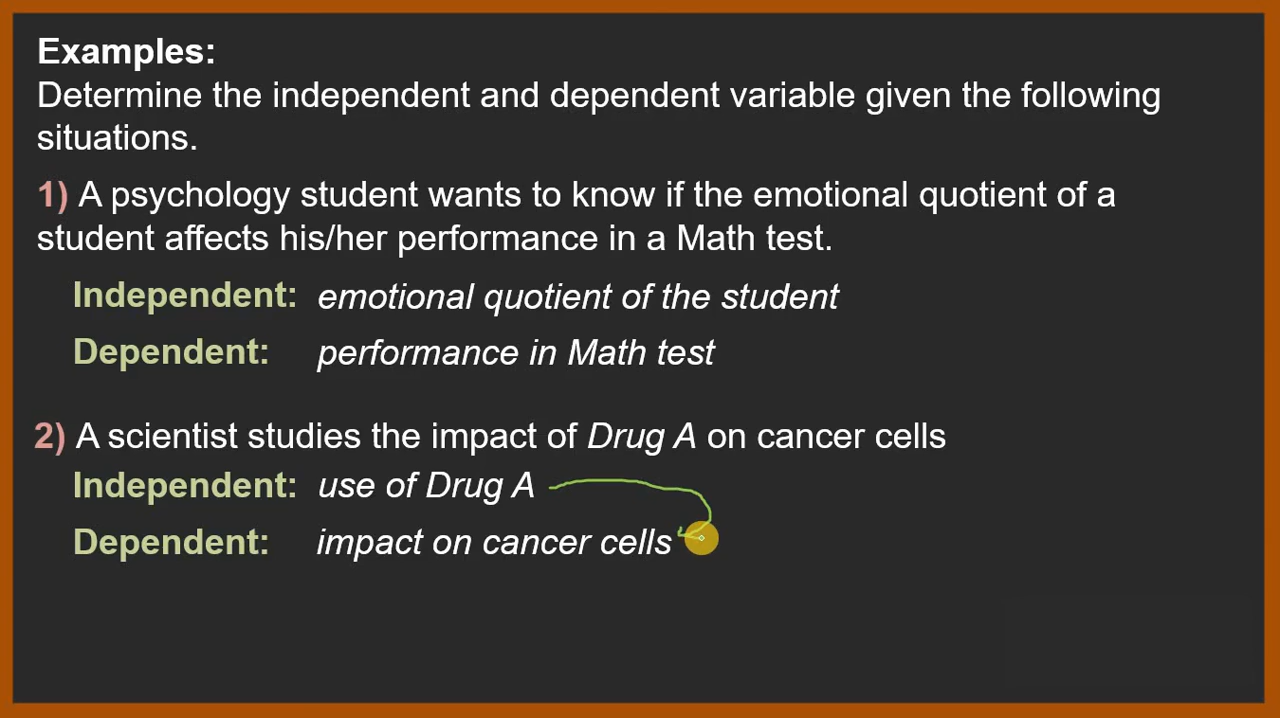 Examples:
Determine the independent and dependent variable given the following
situations.
1) A psychology student wants to know if the emotional quotient of a
student affects his/her performance in a Math test.
Independent: emotional quotient of the student
Dependent: performance in Math test
2) A scientist studies the impact of Drug A on cancer cells
Independent: use of Drug A
Dependent: impact on cancer cells